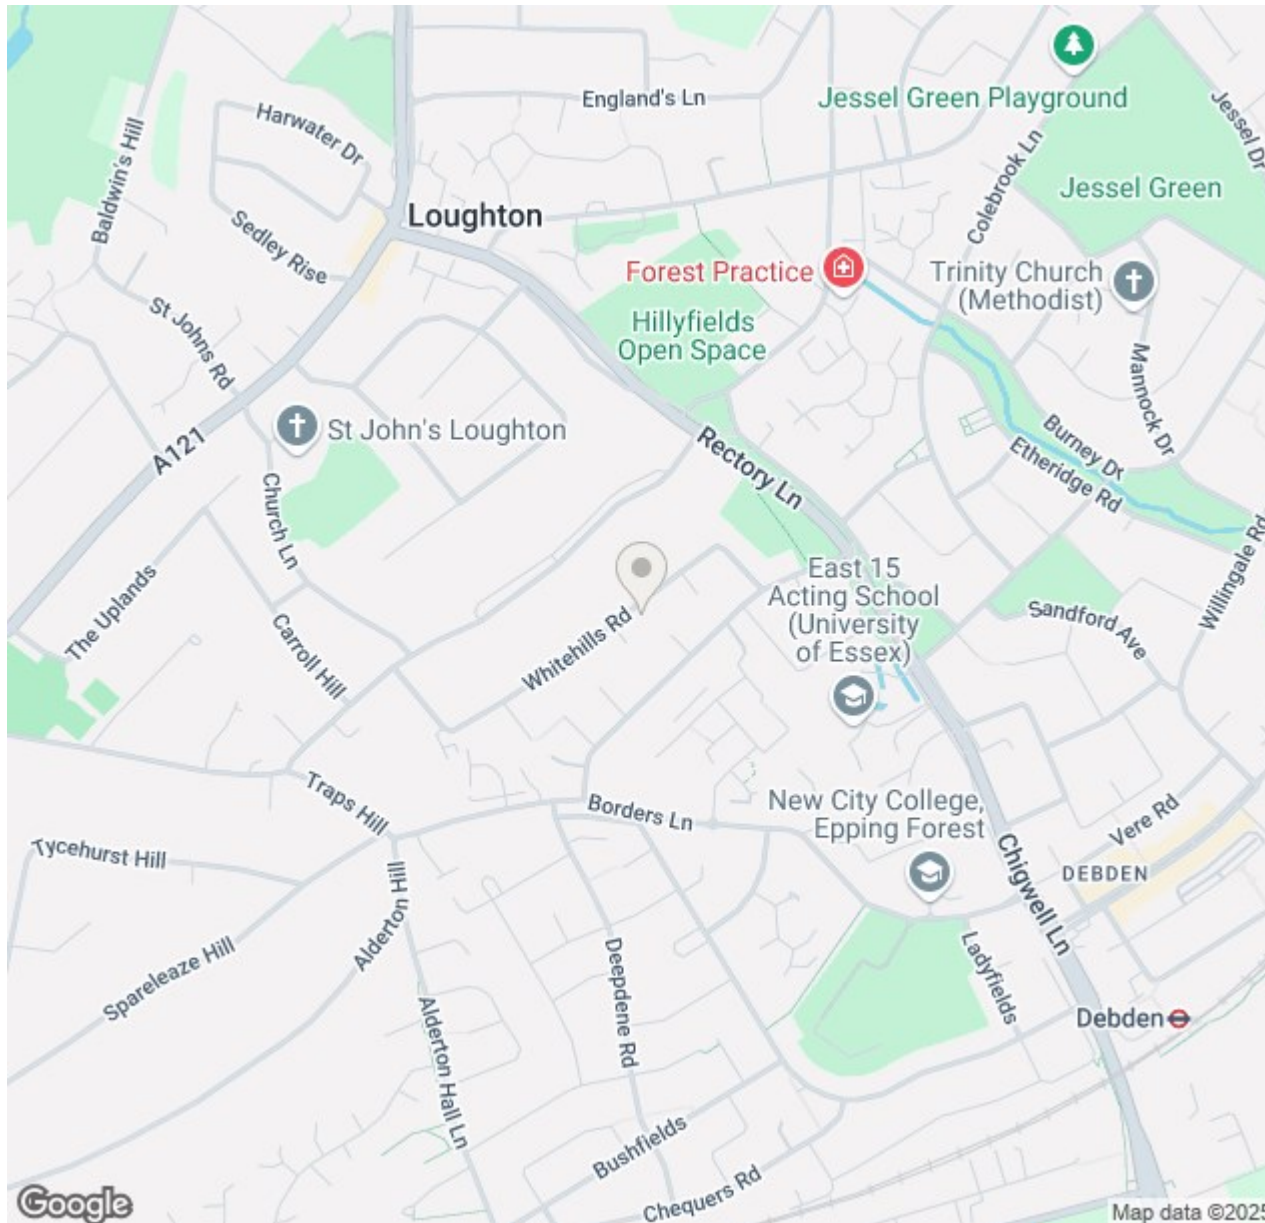 England's Ln
Jessel Green Playground
Jessel Dr
Harwater Dr
Baldwin's Hill
Colebrook Ln
Jessel Green
Loughton
Sedley Rise
Forest Practice
Trinity Church
(Methodist)
Hillyfields
Open Space
St Johns Rd
Mannock Dr
St John's Loughton
A121
Rectory Ln
Burney Dr
Etheridge Rd
Church Ln
Willingale Rd
East 15
Acting School
(University
of Essex)
The Uplands
Sandford Ave
Carroll Hill
Whitehills Rd
Traps Hill
Borders Ln
New City College,
Epping Forest
Vere Rd
Tycehurst Hill
DEBDEN
Chigwell Ln
Alderton Hill
Spareleaze Hill
Deepdene Rd
Ladyfields
Alderton Hall Ln
Debden
Bushfields
Chequers Rd
Google
Map data ©2025